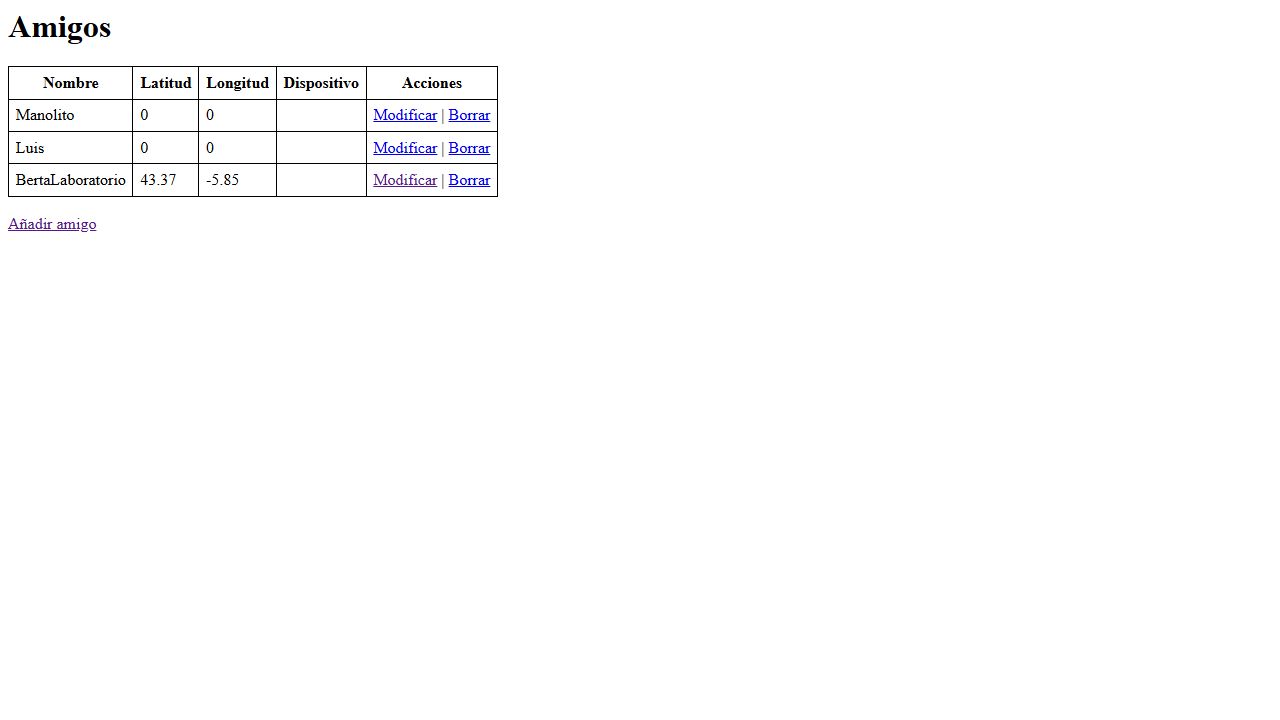 Amigos
Nombre Latitud Longitud Dispositivo Acciones
Manolito 0 0 Modificar | Borrar
Luis 0 0 Modificar | Borrar
BertaLaboratorio 43.37 -5.85 Modificar | Borrar
Añadir amigo